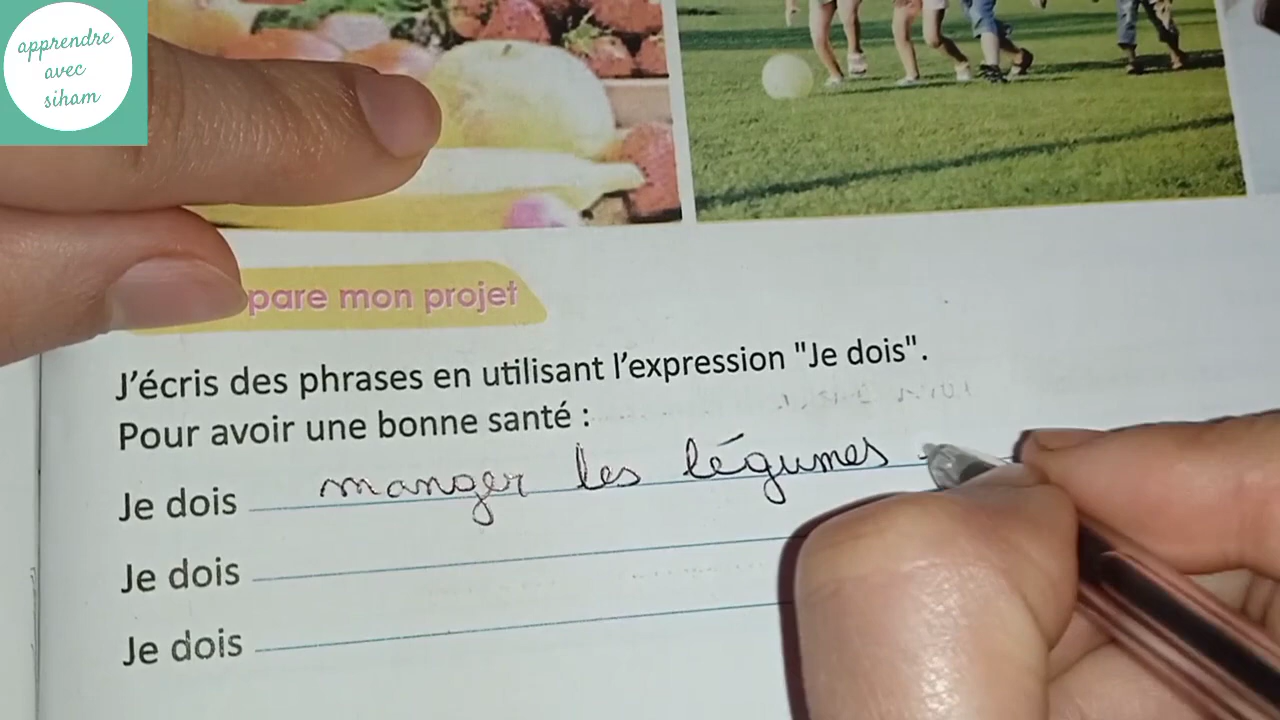 apprendre
avec
siham
pare mon projet
J'écris des phrases en utilisant l'expression "Je dois".
Pour avoir une bonne santé :
Je dois manger les légumes
Je dois
Je dois